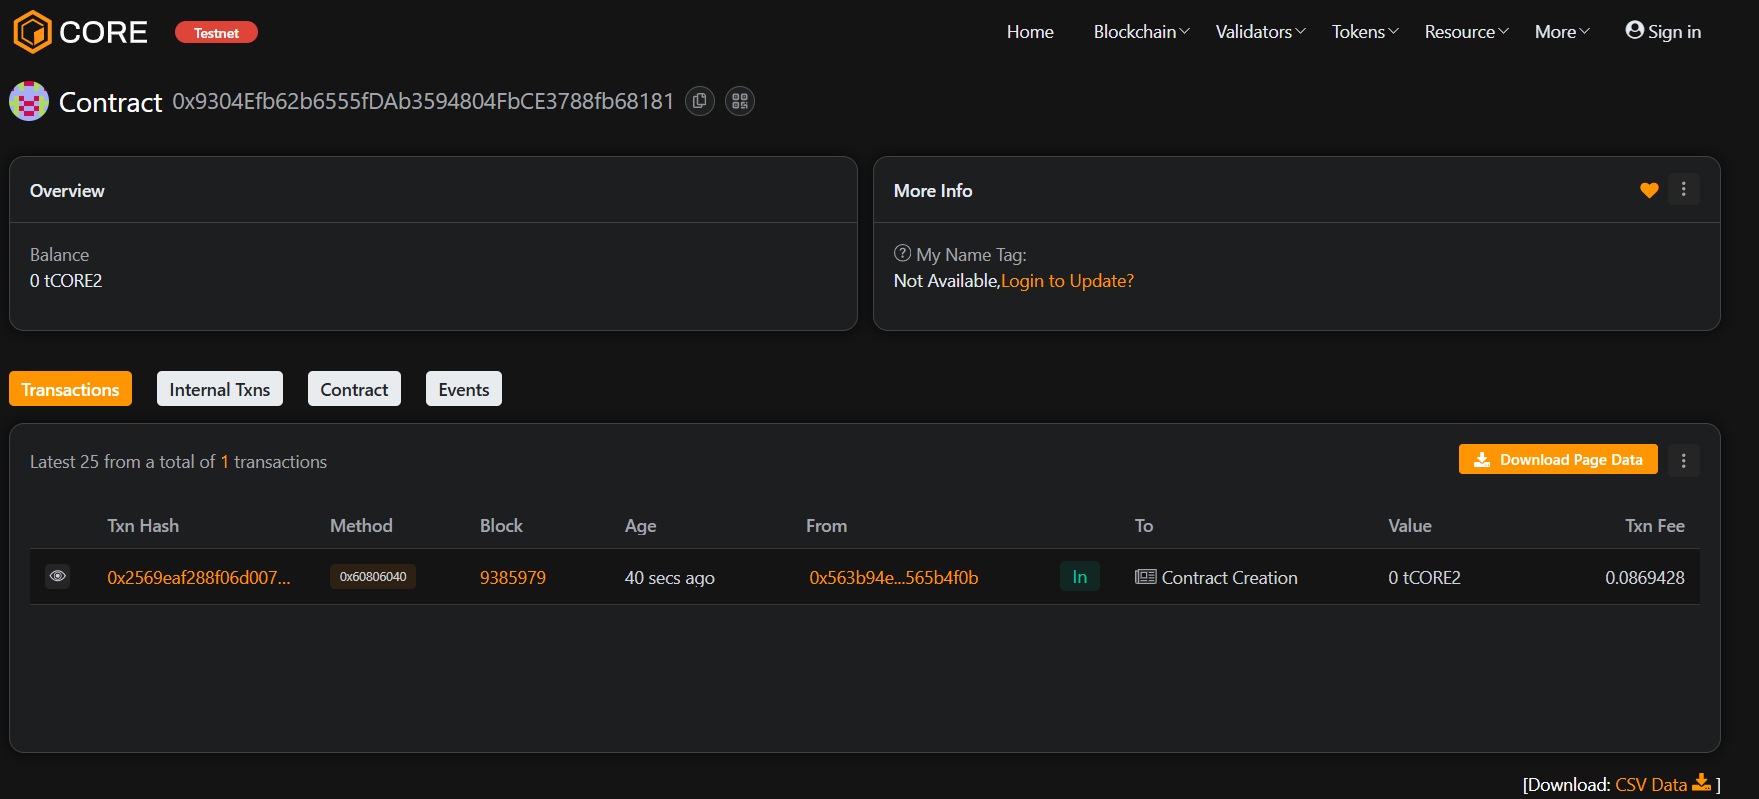 CORE Testnet Home Blockchain Validators Tokens Resource More Sign in
Contract 0x9304Efb62b6555fDAb3594804FbCE3788fb68181
Overview
Balance
0 tCORE2
More Info
My Name Tag:
Not Available,Login to Update?
Transactions Internal Txns Contract Events
Latest 25 from a total of 1 transactions
Download Page Data
Txn Hash Method Block Age From To Value Txn Fee
0x2569eaf288f06d007... 0x60806040 9385979 40 secs ago 0x563b94e...565b4f0b In Contract Creation 0 tCORE2 0.0869428
[Download: CSV Data ]